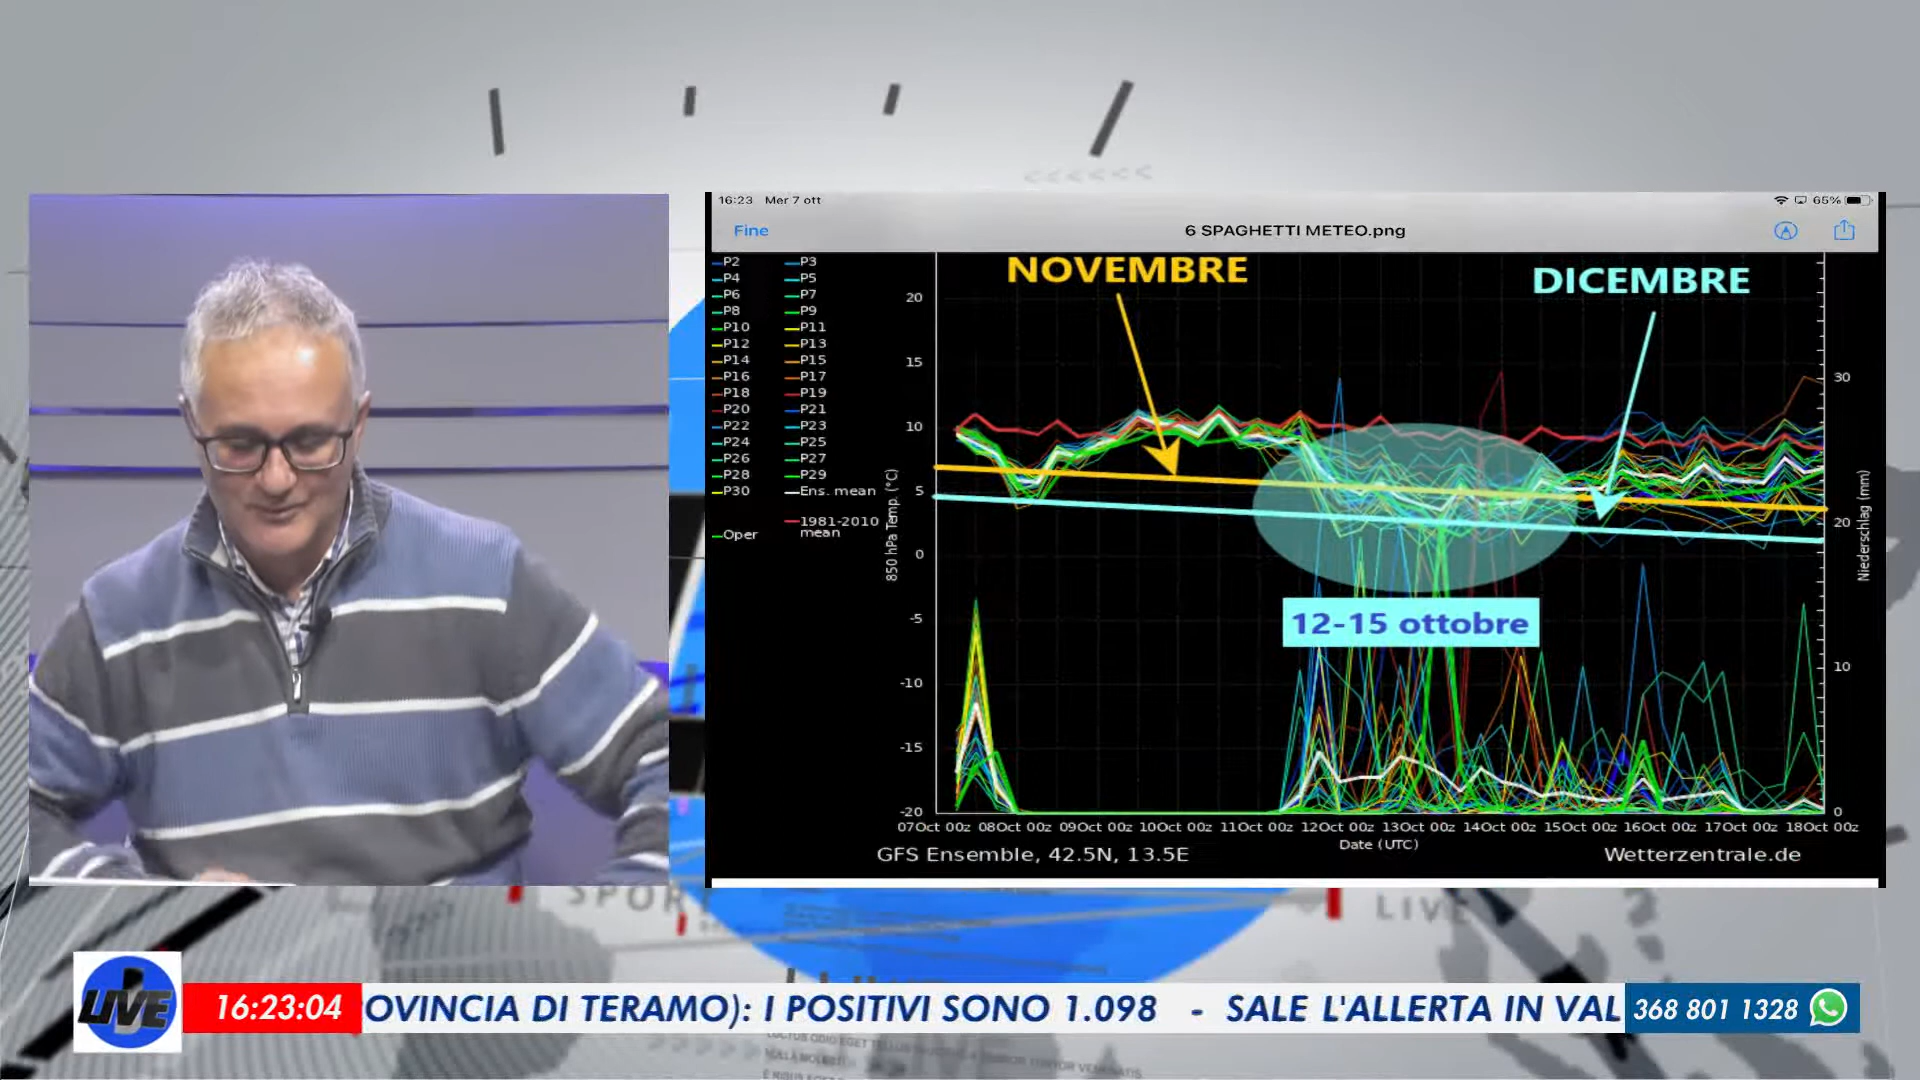 <<<<<<
16:23 Mer 7 ott
65%
Fine
6 SPAGHETTI METEO.png
NOVEMBRE
DICEMBRE
P2 P3
P4 P5
P6 P7
P8 P9
P10 P11
P12 P13
P14 P15
P16 P17
P18 P19
P20 P21
P22 P23
P24 P25
P26 P27
P28 P29
P30 Ens. mean
1981-2010
mean
Oper
850 hPa Temp. (°C)
20
15
10
5
0
-5
-10
-15
-20
30
20
10
0
Niederschlag (mm)
12-15 ottobre
07Oct 00z 08Oct 00z 09Oct 00z 10Oct 00z 11Oct 00z 12Oct 00z 13Oct 00z 14Oct 00z 15Oct 00z 16Oct 00z 17Oct 00z 18Oct 00z
Date (UTC)
GFS Ensemble, 42.5N, 13.5E
Wetterzentrale.de
SPORT
LIVE
LIVE
16:23:04
OVINCIA DI TERAMO): I POSITIVI SONO 1.098 - SALE L'ALLERTA IN VAL
368 801 1328